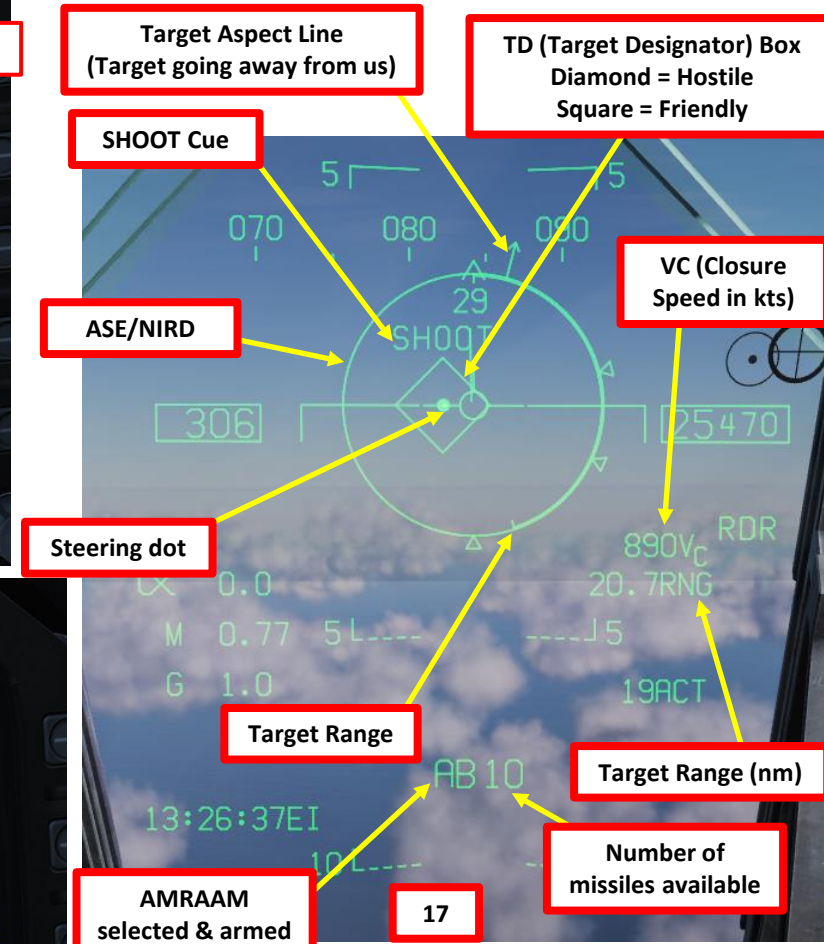 Target Aspect Line
(Target going away from us)
TD (Target Designator) Box
Diamond = Hostile
Square = Friendly
SHOOT Cue
5 5
070 080 090
VC (Closure
Speed in kts)
29
SHOOT
ASE/NIRD
306 25470
Steering dot
890Vc RDR
α 0.0 20.7RNG
M 0.77 5 5
G 1.0 19ACT
Target Range
Target Range (nm)
AB 10
13:26:37EI
10
Number of
missiles available
AMRAAM
selected & armed
17